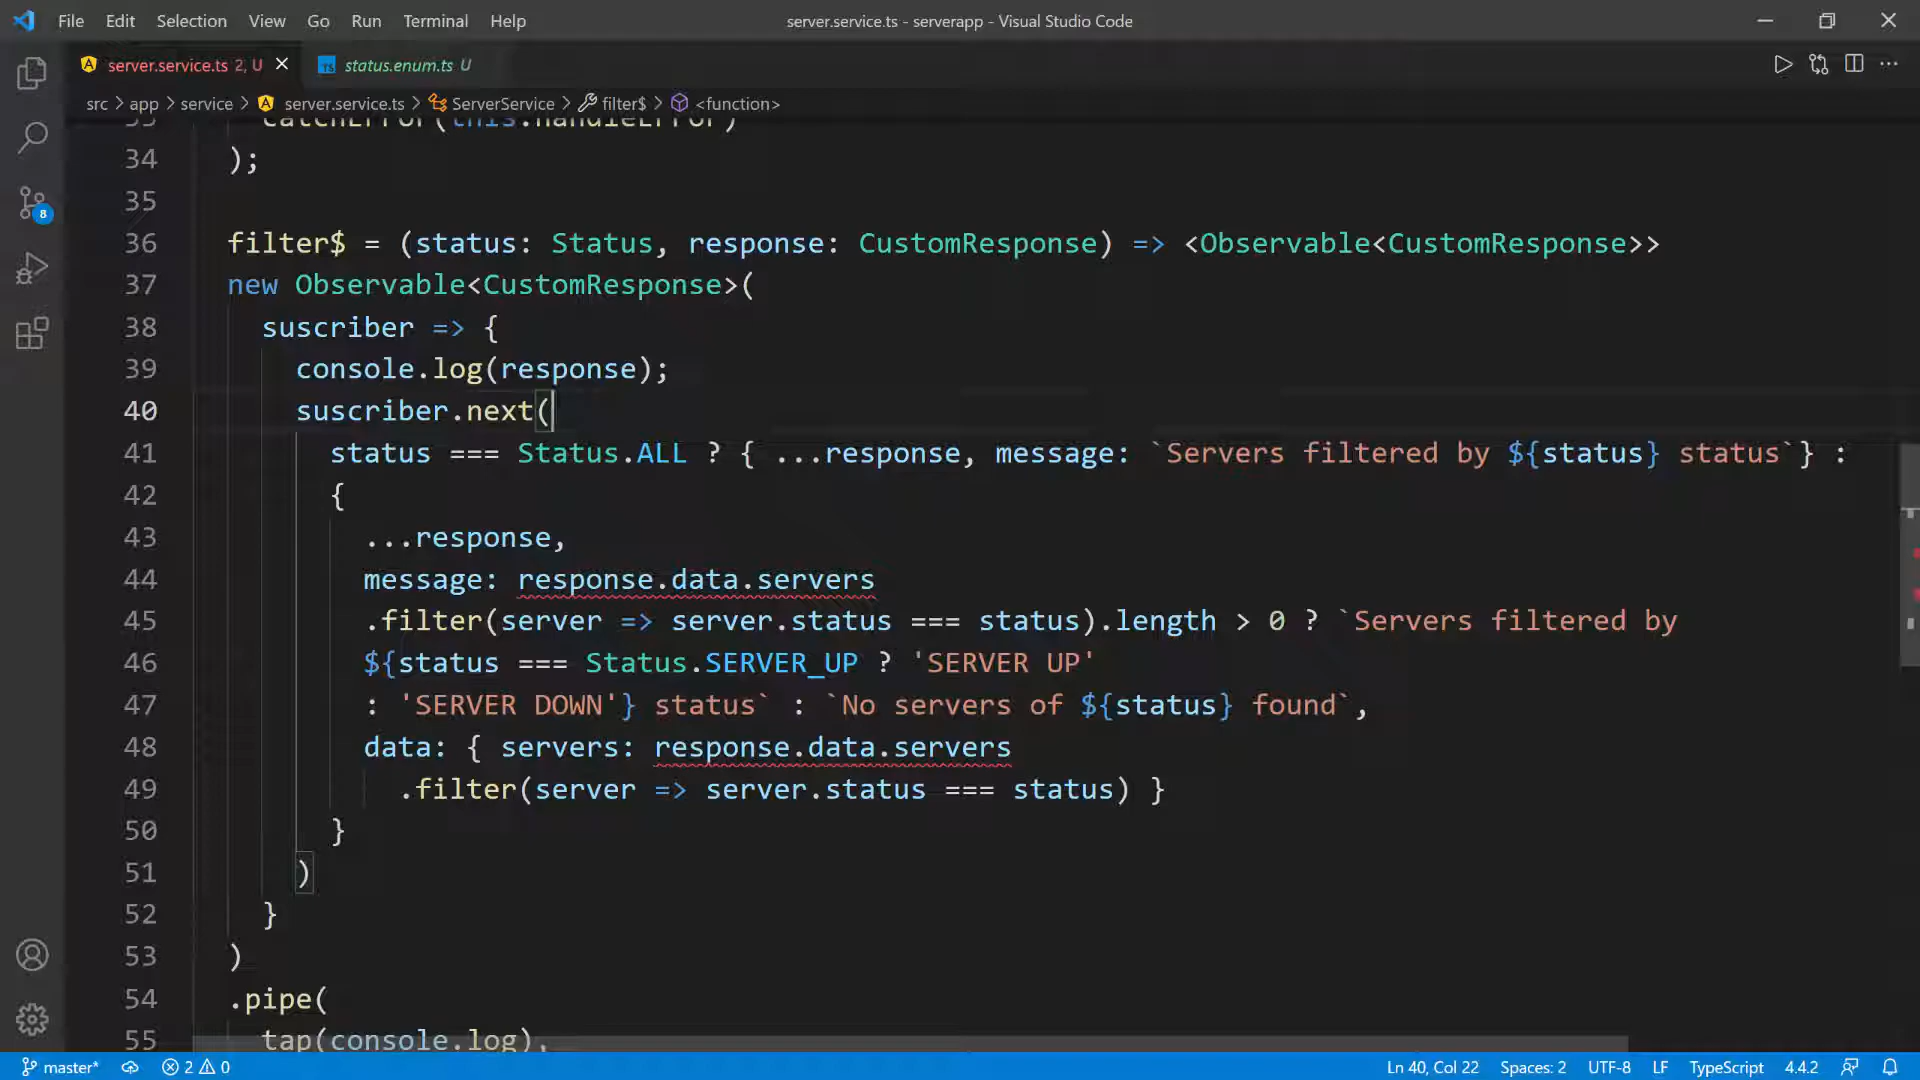 File Edit Selection View Go Run Terminal Help server.service.ts - serverapp - Visual Studio Code
server.service.ts 2, U status.enum.ts U
src > app > service > server.service.ts > ServerService > filter$ > <function>
33 catchError(this.handleError)
34 );
35
36 filter$ = (status: Status, response: CustomResponse) => <Observable<CustomResponse>>
37 new Observable<CustomResponse>(
38 suscriber => {
39 console.log(response);
40 suscriber.next(
41 status === Status.ALL ? { ...response, message: `Servers filtered by ${status} status`} :
42 {
43 ...response,
44 message: response.data.servers
45 .filter(server => server.status === status).length > 0 ? `Servers filtered by
46 ${status === Status.SERVER_UP ? 'SERVER UP'
47 : 'SERVER DOWN'} status` : `No servers of ${status} found`,
48 data: { servers: response.data.servers
49 .filter(server => server.status === status) }
50 }
51 )
52 }
53 )
54 .pipe(
55 tap(console.log),
8
master* 2 0 Ln 40, Col 22 Spaces: 2 UTF-8 LF TypeScript 4.4.2